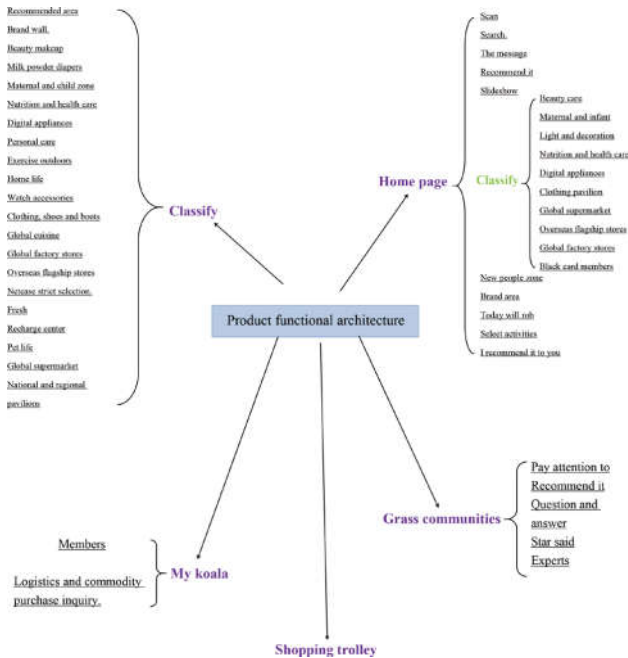 Recommended area
Brand wall.
Beauty makeup
Milk powder diapers
Maternal and child zone
Nutrition and health care
Digital appliances
Personal care
Exercise outdoors
Home life
Watch accessories
Clothing, shoes and boots
Global cuisine
Global factory stores
Overseas flagship stores
Netease strict selection.
Fresh
Recharge center
Pet life
Global supermarket
National and regional
pavilions
Classify
Scan
Search.
The message
Recommend it
Slideshow
Beauty care
Maternal and infant
Light and decoration
Nutrition and health care
Digital appliances
Clothing pavilion
Global supermarket
Overseas flagship stores
Global factory stores
Black card members
Classify
Home page
New people zone
Brand area
Today will rob
Select activities
I recommend it to you
Product functional architecture
Pay attention to
Recommend it
Question and
answer
Star said
Experts
Grass communities
Members
Logistics and commodity
purchase inquiry.
My koala
Shopping trolley